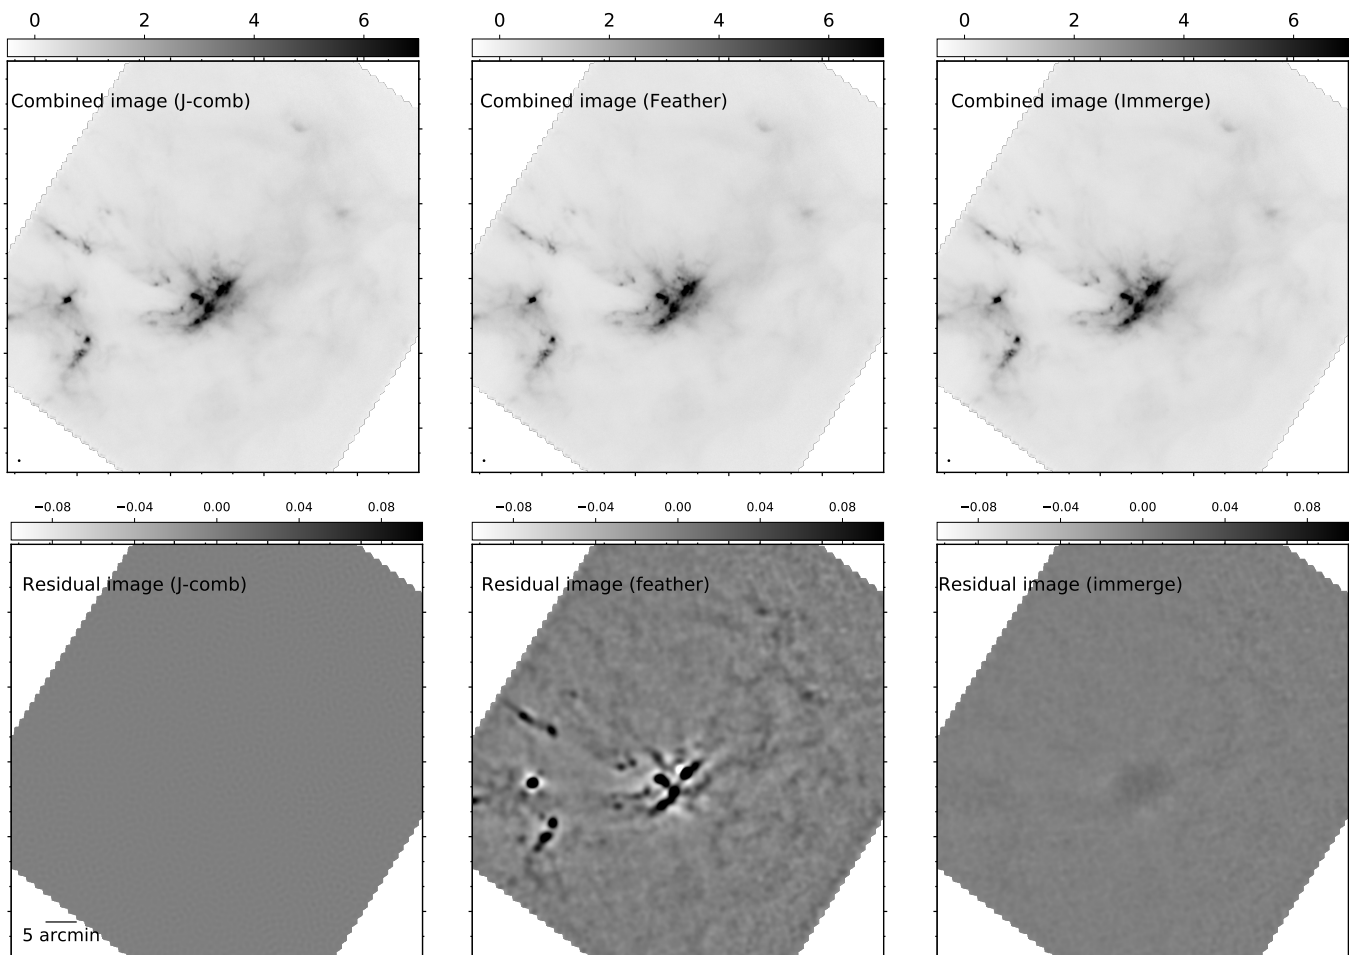 0 2 4 6 0 2 4 6 0 2 4 6
Combined image (J-comb) Combined image (Feather) Combined image (Immerge)
−0.08 −0.04 0.00 0.04 0.08 −0.08 −0.04 0.00 0.04 0.08 −0.08 −0.04 0.00 0.04 0.08
Residual image (J-comb) Residual image (feather) Residual image (immerge)
5 arcmin